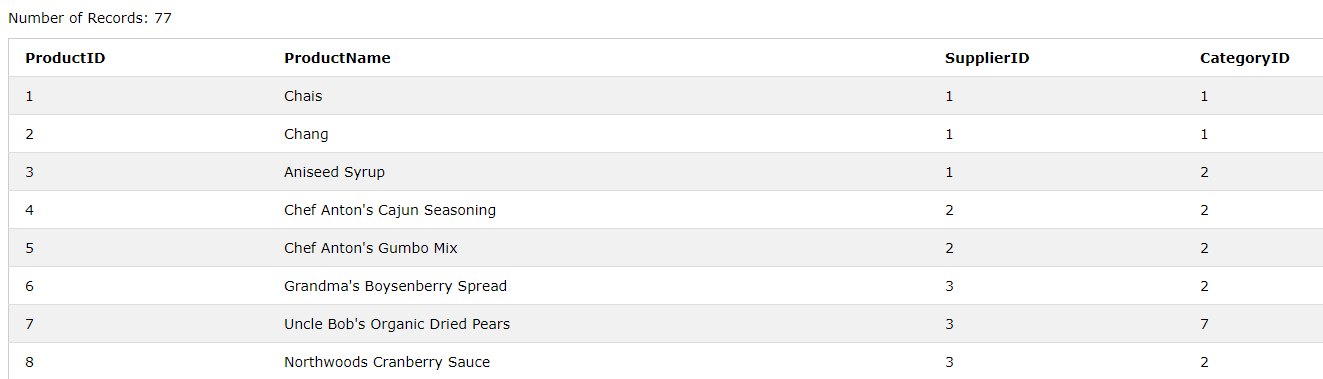 Number of Records: 77
ProductID ProductName SupplierID CategoryID
1 Chais 1 1
2 Chang 1 1
3 Aniseed Syrup 1 2
4 Chef Anton's Cajun Seasoning 2 2
5 Chef Anton's Gumbo Mix 2 2
6 Grandma's Boysenberry Spread 3 2
7 Uncle Bob's Organic Dried Pears 3 7
8 Northwoods Cranberry Sauce 3 2